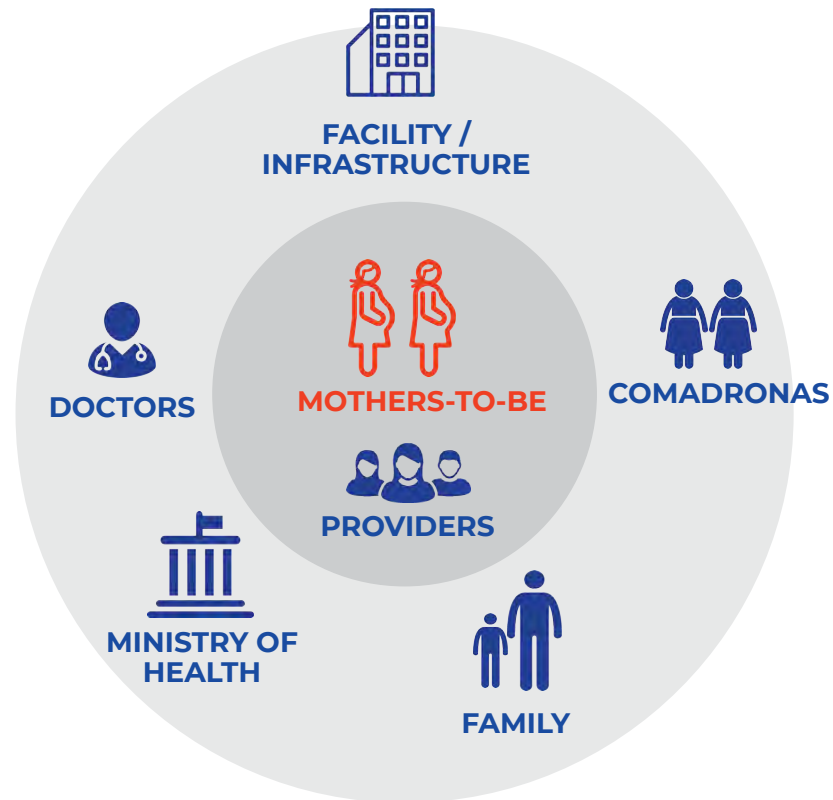 FACILITY /
INFRASTRUCTURE
DOCTORS
MOTHERS-TO-BE
COMADRONAS
PROVIDERS
MINISTRY OF
HEALTH
FAMILY